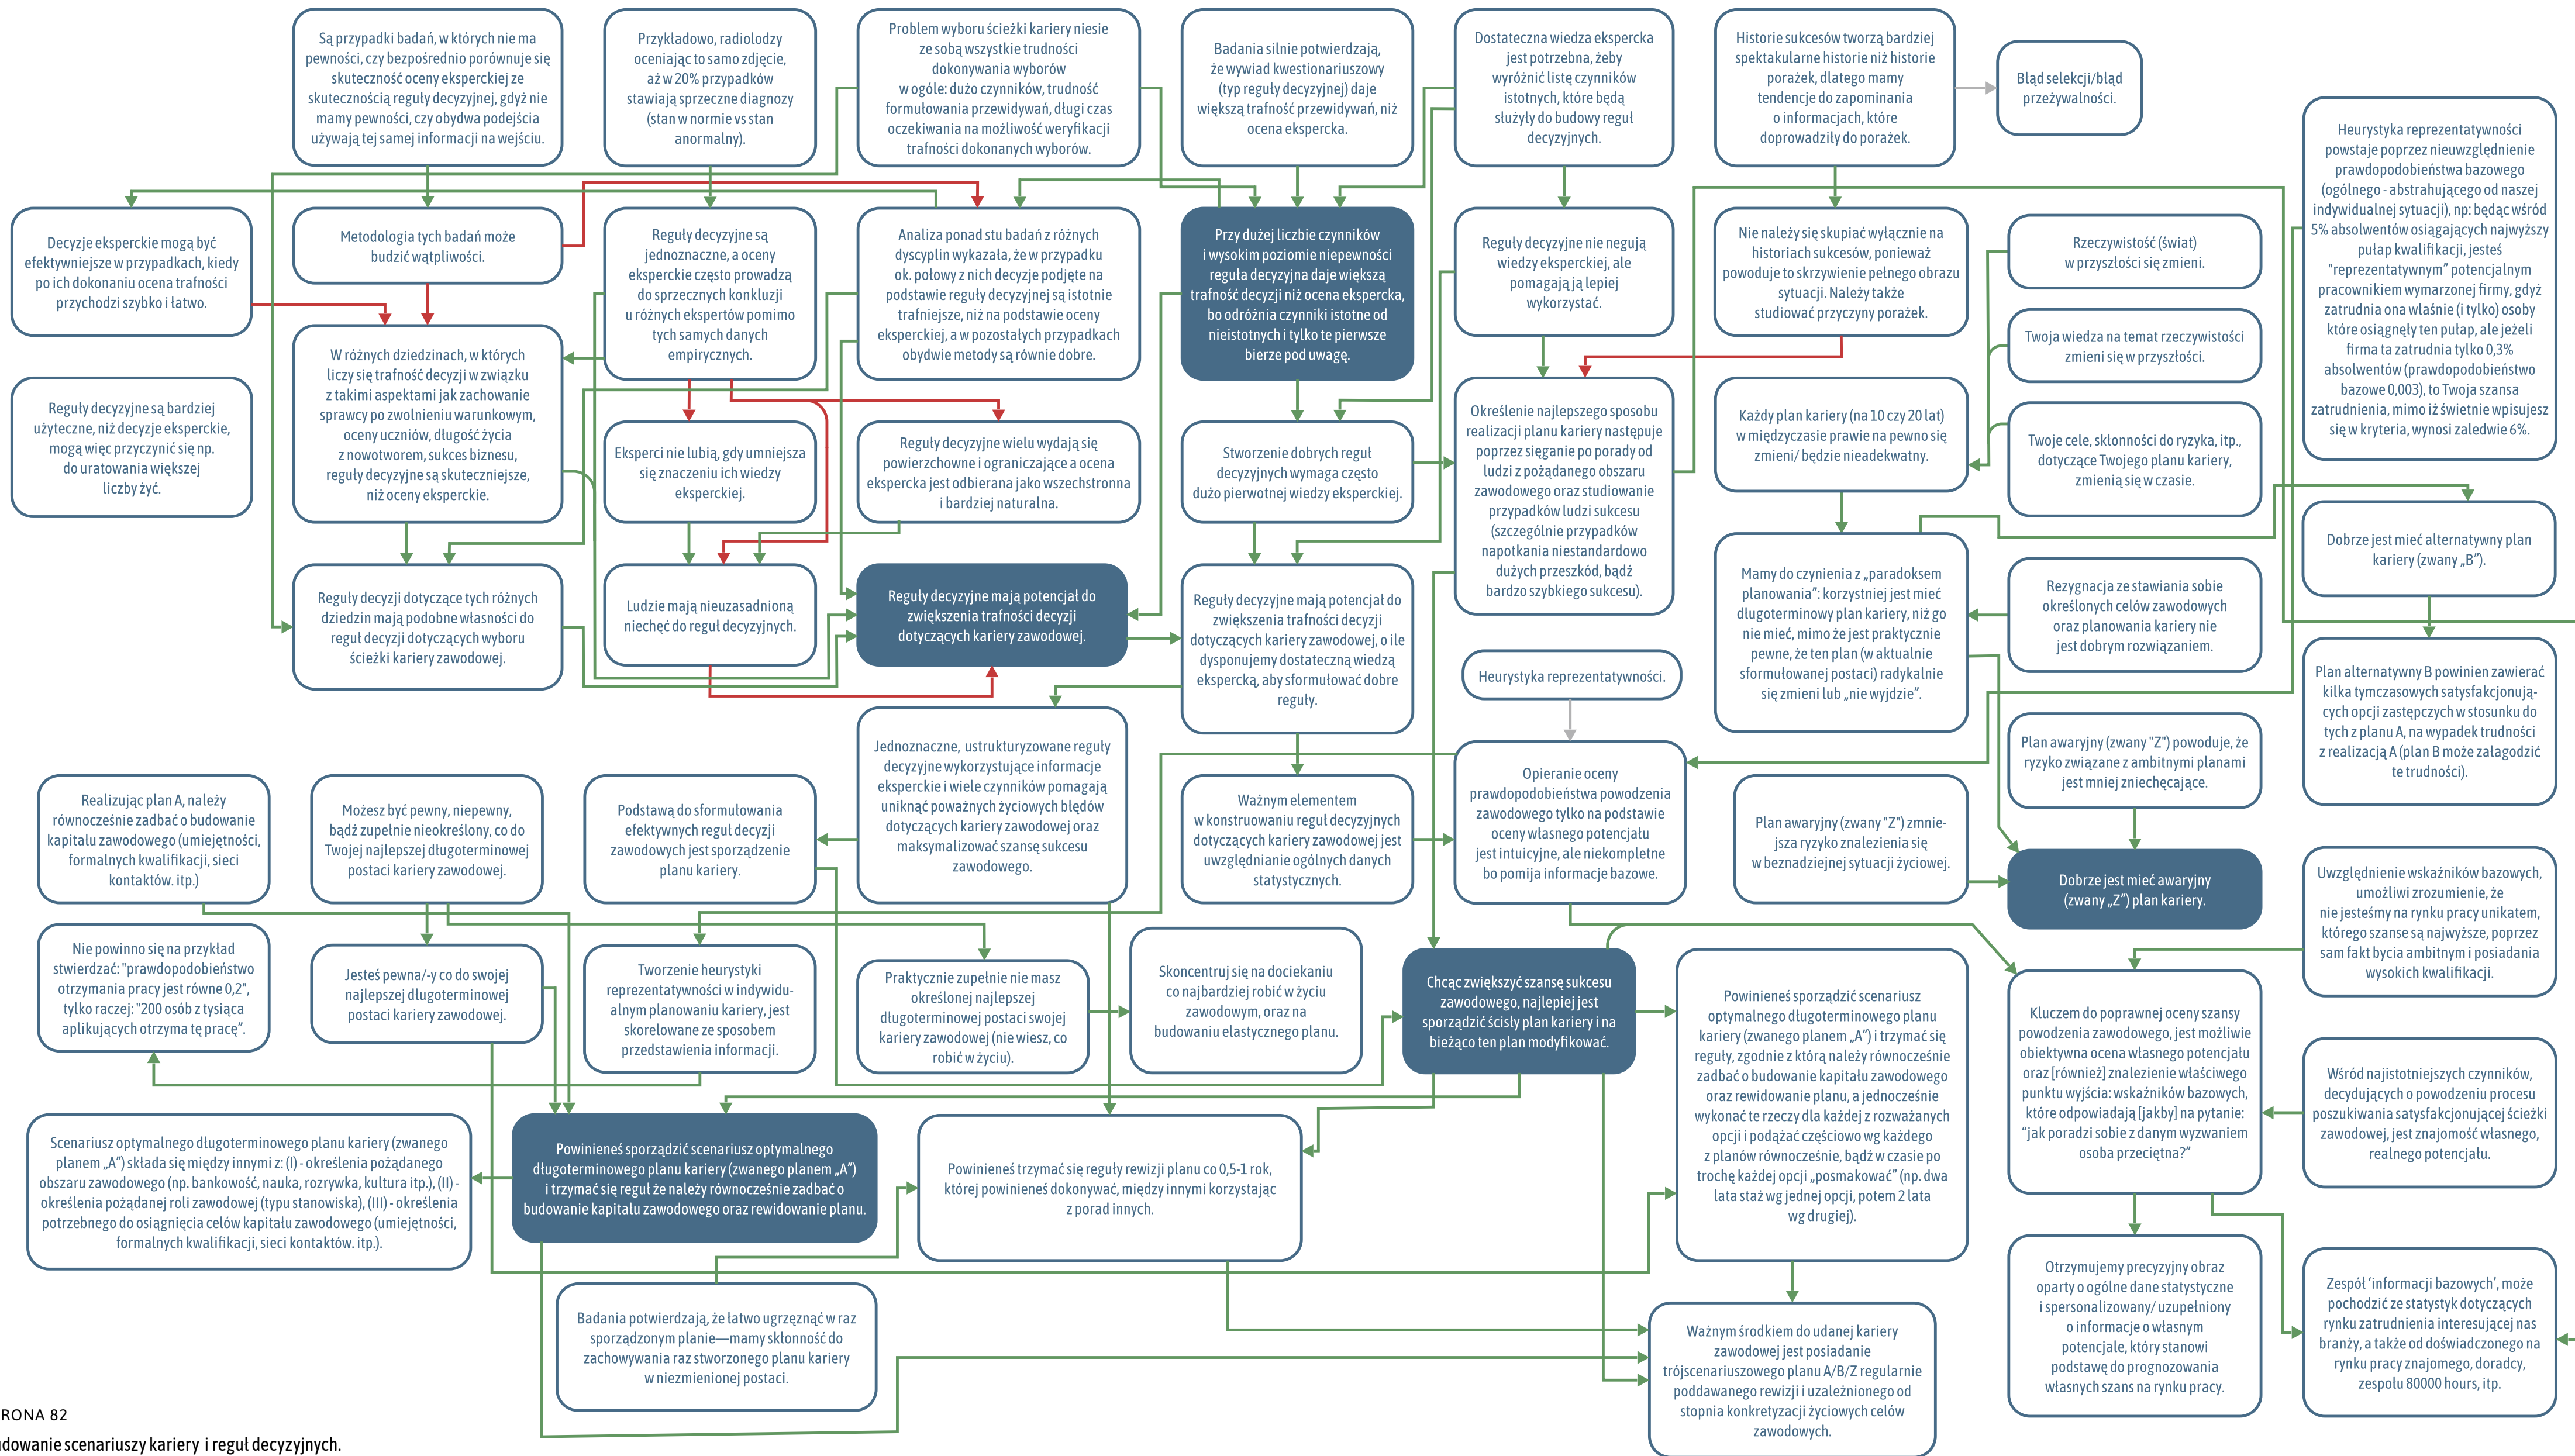 Są przypadki badań, w których nie ma
pewności, czy bezpośrednio porównuje się
skuteczność oceny eksperckiej ze
skutecznością reguły decyzyjnej, gdyż nie
mamy pewności, czy obydwa podejścia
używają tej samej informacji na wejściu.
Przykładowo, radiolodzy
oceniając to samo zdjęcie,
aż w 20% przypadków
stawiają sprzeczne diagnozy
(stan w normie vs stan
anormalny).
Problem wyboru ścieżki kariery niesie
ze sobą wszystkie trudności
dokonywania wyborów
w ogóle: dużo czynników, trudność
formułowania przewidywań, długi czas
oczekiwania na możliwość weryfikacji
trafności dokonanych wyborów.
Badania silnie potwierdzają,
że wywiad kwestionariuszowy
(typ reguły decyzyjnej) daje
większą trafność przewidywań, niż
ocena ekspercka.
Dostateczna wiedza ekspercka
jest potrzebna, żeby
wyróżnić listę czynników
istotnych, które będą
służyły do budowy reguł
decyzyjnych.
Historie sukcesów tworzą bardziej
spektakularne historie niż historie
porażek, dlatego mamy
tendencje do zapominania
o informacjach, które
doprowadziły do porażek.
Błąd selekcji/błąd
przeżywalności.
Heurystyka reprezentatywności
powstaje poprzez nieuwzględnienie
prawdopodobieństwa bazowego
(ogólnego - abstrahującego od naszej
indywidualnej sytuacji), np: będąc wśród
5% absolwentów osiągających najwyższy
pułap kwalifikacji, jesteś
"reprezentatywnym" potencjalnym
pracownikiem wymarzonej firmy, gdyż
zatrudnia ona właśnie (i tylko) osoby
które osiągnęły ten pułap, ale jeżeli
firma ta zatrudnia tylko 0,3%
absolwentów (prawdopodobieństwo
bazowe 0,003), to Twoja szansa
zatrudnienia, mimo iż świetnie wpisujesz
się w kryteria, wynosi zaledwie 6%.
Decyzje eksperckie mogą być
efektywniejsze w przypadkach, kiedy
po ich dokonaniu ocena trafności
przychodzi szybko i łatwo.
Metodologia tych badań może
budzić wątpliwości.
Reguły decyzyjne są
jednoznaczne, a oceny
eksperckie często prowadzą
do sprzecznych konkluzji
u różnych ekspertów pomimo
tych samych danych
empirycznych.
Analiza ponad stu badań z różnych
dyscyplin wykazała, że w przypadku
ok. połowy z nich decyzje podjęte na
podstawie reguły decyzyjnej są istotnie
trafniejsze, niż na podstawie oceny
eksperckiej, a w pozostałych przypadkach
obydwie metody są równie dobre.
Przy dużej liczbie czynników
i wysokim poziomie niepewności
reguła decyzyjna daje większą
trafność decyzji niż ocena ekspercka,
bo odróżnia czynniki istotne od
nieistotnych i tylko te pierwsze
bierze pod uwagę.
Reguły decyzyjne nie negują
wiedzy eksperckiej, ale
pomagają ją lepiej
wykorzystać.
Nie należy się skupiać wyłącznie na
historiach sukcesów, ponieważ
powoduje to skrzywienie pełnego obrazu
sytuacji. Należy także
studiować przyczyny porażek.
Rzeczywistość (świat)
w przyszłości się zmieni.
Twoja wiedza na temat rzeczywistości
zmieni się w przyszłości.
Twoje cele, skłonności do ryzyka, itp.,
dotyczące Twojego planu kariery,
zmienią się w czasie.
Reguły decyzyjne są bardziej
użyteczne, niż decyzje eksperckie,
mogą więc przyczynić się np.
do uratowania większej
liczby żyć.
W różnych dziedzinach, w których
liczy się trafność decyzji w związku
z takimi aspektami jak zachowanie
sprawcy po zwolnieniu warunkowym,
oceny uczniów, długość życia
z nowotworem, sukces biznesu,
reguły decyzyjne są skuteczniejsze,
niż oceny eksperckie.
Eksperci nie lubią, gdy umniejsza
się znaczeniu ich wiedzy
eksperckiej.
Reguły decyzyjne wielu wydają się
powierzchowne i ograniczające a ocena
ekspercka jest odbierana jako wszechstronna
i bardziej naturalna.
Stworzenie dobrych reguł
decyzyjnych wymaga często
dużo pierwotnej wiedzy eksperckiej.
Określenie najlepszego sposobu
realizacji planu kariery następuje
poprzez sięganie po porady od
ludzi z pożądanego obszaru
zawodowego oraz studiowanie
przypadków ludzi sukcesu
(szczególnie przypadków
napotkania niestandardowo
dużych przeszkód, bądź
bardzo szybkiego sukcesu).
Każdy plan kariery (na 10 czy 20 lat)
w międzyczasie prawie na pewno się
zmieni/ będzie nieadekwatny.
Dobrze jest mieć alternatywny plan
kariery (zwany „B").
Reguły decyzji dotyczące tych różnych
dziedzin mają podobne własności do
reguł decyzji dotyczących wyboru
ścieżki kariery zawodowej.
Ludzie mają nieuzasadnioną
niechęć do reguł decyzyjnych.
Reguły decyzyjne mają potencjał do
zwiększenia trafności decyzji
dotyczących kariery zawodowej.
Reguły decyzyjne mają potencjał do
zwiększenia trafności decyzji
dotyczących kariery zawodowej, o ile
dysponujemy dostateczną wiedzą
ekspercką, aby sformułować dobre
reguły.
Heurystyka reprezentatywności.
Mamy do czynienia z „paradoksem
planowania": korzystniej jest mieć
długoterminowy plan kariery, niż go
nie mieć, mimo że jest praktycznie
pewne, że ten plan (w aktualnie
sformułowanej postaci) radykalnie
się zmieni lub „nie wyjdzie".
Rezygnacja ze stawiania sobie
określonych celów zawodowych
oraz planowania kariery nie
jest dobrym rozwiązaniem.
Plan alternatywny B powinien zawierać
kilka tymczasowych satysfakcjonują-
cych opcji zastępczych w stosunku do
tych z planu A, na wypadek trudności
z realizacją A (plan B może załagodzić
te trudności).
Plan awaryjny (zwany "Z") powoduje, że
ryzyko związane z ambitnymi planami
jest mniej zniechęcające.
Realizując plan A, należy
równocześnie zadbać o budowanie
kapitału zawodowego (umiejętności,
formalnych kwalifikacji, sieci
kontaktów. itp.)
Możesz być pewny, niepewny,
bądź zupełnie nieokreślony, co do
Twojej najlepszej długoterminowej
postaci kariery zawodowej.
Podstawą do sformułowania
efektywnych reguł decyzji
zawodowych jest sporządzenie
planu kariery.
Jednoznaczne, ustrukturyzowane reguły
decyzyjne wykorzystujące informacje
eksperckie i wiele czynników pomagają
uniknąć poważnych życiowych błędów
dotyczących kariery zawodowej oraz
maksymalizować szansę sukcesu
zawodowego.
Ważnym elementem
w konstruowaniu reguł decyzyjnych
dotyczących kariery zawodowej jest
uwzględnianie ogólnych danych
statystycznych.
Opieranie oceny
prawdopodobieństwa powodzenia
zawodowego tylko na podstawie
oceny własnego potencjału
jest intuicyjne, ale niekompletne
bo pomija informacje bazowe.
Plan awaryjny (zwany "Z") zmnie-
jsza ryzyko znalezienia się
w beznadziejnej sytuacji życiowej.
Dobrze jest mieć awaryjny
(zwany „Z") plan kariery.
Uwzględnienie wskaźników bazowych,
umożliwi zrozumienie, że
nie jesteśmy na rynku pracy unikatem,
którego szanse są najwyższe, poprzez
sam fakt bycia ambitnym i posiadania
wysokich kwalifikacji.
Nie powinno się na przykład
stwierdzać: "prawdopodobieństwo
otrzymania pracy jest równe 0,2",
tylko raczej: "200 osób z tysiąca
aplikujących otrzyma tę pracę".
Jesteś pewna/-y co do swojej
najlepszej długoterminowej
postaci kariery zawodowej.
Tworzenie heurystyki
reprezentatywności w indywidu-
alnym planowaniu kariery, jest
skorelowane ze sposobem
przedstawienia informacji.
Praktycznie zupełnie nie masz
określonej najlepszej
długoterminowej postaci swojej
kariery zawodowej (nie wiesz, co
robić w życiu).
Skoncentruj się na dociekaniu
co najbardziej robić w życiu
zawodowym, oraz na
budowaniu elastycznego planu.
Chcąc zwiększyć szansę sukcesu
zawodowego, najlepiej jest
sporządzić ścisły plan kariery i na
bieżąco ten plan modyfikować.
Powinieneś sporządzić scenariusz
optymalnego długoterminowego planu
kariery (zwanego planem „A") i trzymać się
reguły, zgodnie z którą należy równocześnie
zadbać o budowanie kapitału zawodowego
oraz rewidowanie planu, a jednocześnie
wykonać te rzeczy dla każdej z rozważanych
opcji i podążać częściowo wg każdego
z planów równocześnie, bądź w czasie po
trochę każdej opcji „posmakować" (np. dwa
lata staż wg jednej opcji, potem 2 lata
wg drugiej).
Kluczem do poprawnej oceny szansy
powodzenia zawodowego, jest możliwie
obiektywna ocena własnego potencjału
oraz [również] znalezienie właściwego
punktu wyjścia: wskaźników bazowych,
które odpowiadają [jakby] na pytanie:
“jak poradzi sobie z danym wyzwaniem
osoba przeciętna?”
Wśród najistotniejszych czynników,
decydujących o powodzeniu procesu
poszukiwania satysfakcjonującej ścieżki
zawodowej, jest znajomość własnego,
realnego potencjału.
Scenariusz optymalnego długoterminowego planu kariery (zwanego
planem „A") składa się między innymi z: (I) - określenia pożądanego
obszaru zawodowego (np. bankowość, nauka, rozrywka, kultura itp.), (II) -
określenia pożądanej roli zawodowej (typu stanowiska), (III) - określenia
potrzebnego do osiągnięcia celów kapitału zawodowego (umiejętności,
formalnych kwalifikacji, sieci kontaktów. itp.).
Powinieneś sporządzić scenariusz optymalnego
długoterminowego planu kariery (zwanego planem „A")
i trzymać się reguł że należy równocześnie zadbać o
budowanie kapitału zawodowego oraz rewidowanie planu.
Powinieneś trzymać się reguły rewizji planu co 0,5-1 rok,
której powinieneś dokonywać, między innymi korzystając
z porad innych.
Badania potwierdzają, że łatwo ugrzęznąć w raz
sporządzonym planie—mamy skłonność do
zachowywania raz stworzonego planu kariery
w niezmienionej postaci.
Ważnym środkiem do udanej kariery
zawodowej jest posiadanie
trójscenariuszowego planu A/B/Z regularnie
poddawanego rewizji i uzależnionego od
stopnia konkretyzacji życiowych celów
zawodowych.
Otrzymujemy precyzyjny obraz
oparty o ogólne dane statystyczne
i spersonalizowany/ uzupełniony
o informacje o własnym
potencjale, który stanowi
podstawę do prognozowania
własnych szans na rynku pracy.
Zespół ‘informacji bazowych’, może
pochodzić ze statystyk dotyczących
rynku zatrudnienia interesującej nas
branży, a także od doświadczonego na
rynku pracy znajomego, doradcy,
zespołu 80000 hours, itp.
RONA 82
dowanie scenariuszy kariery i reguł decyzyjnych.